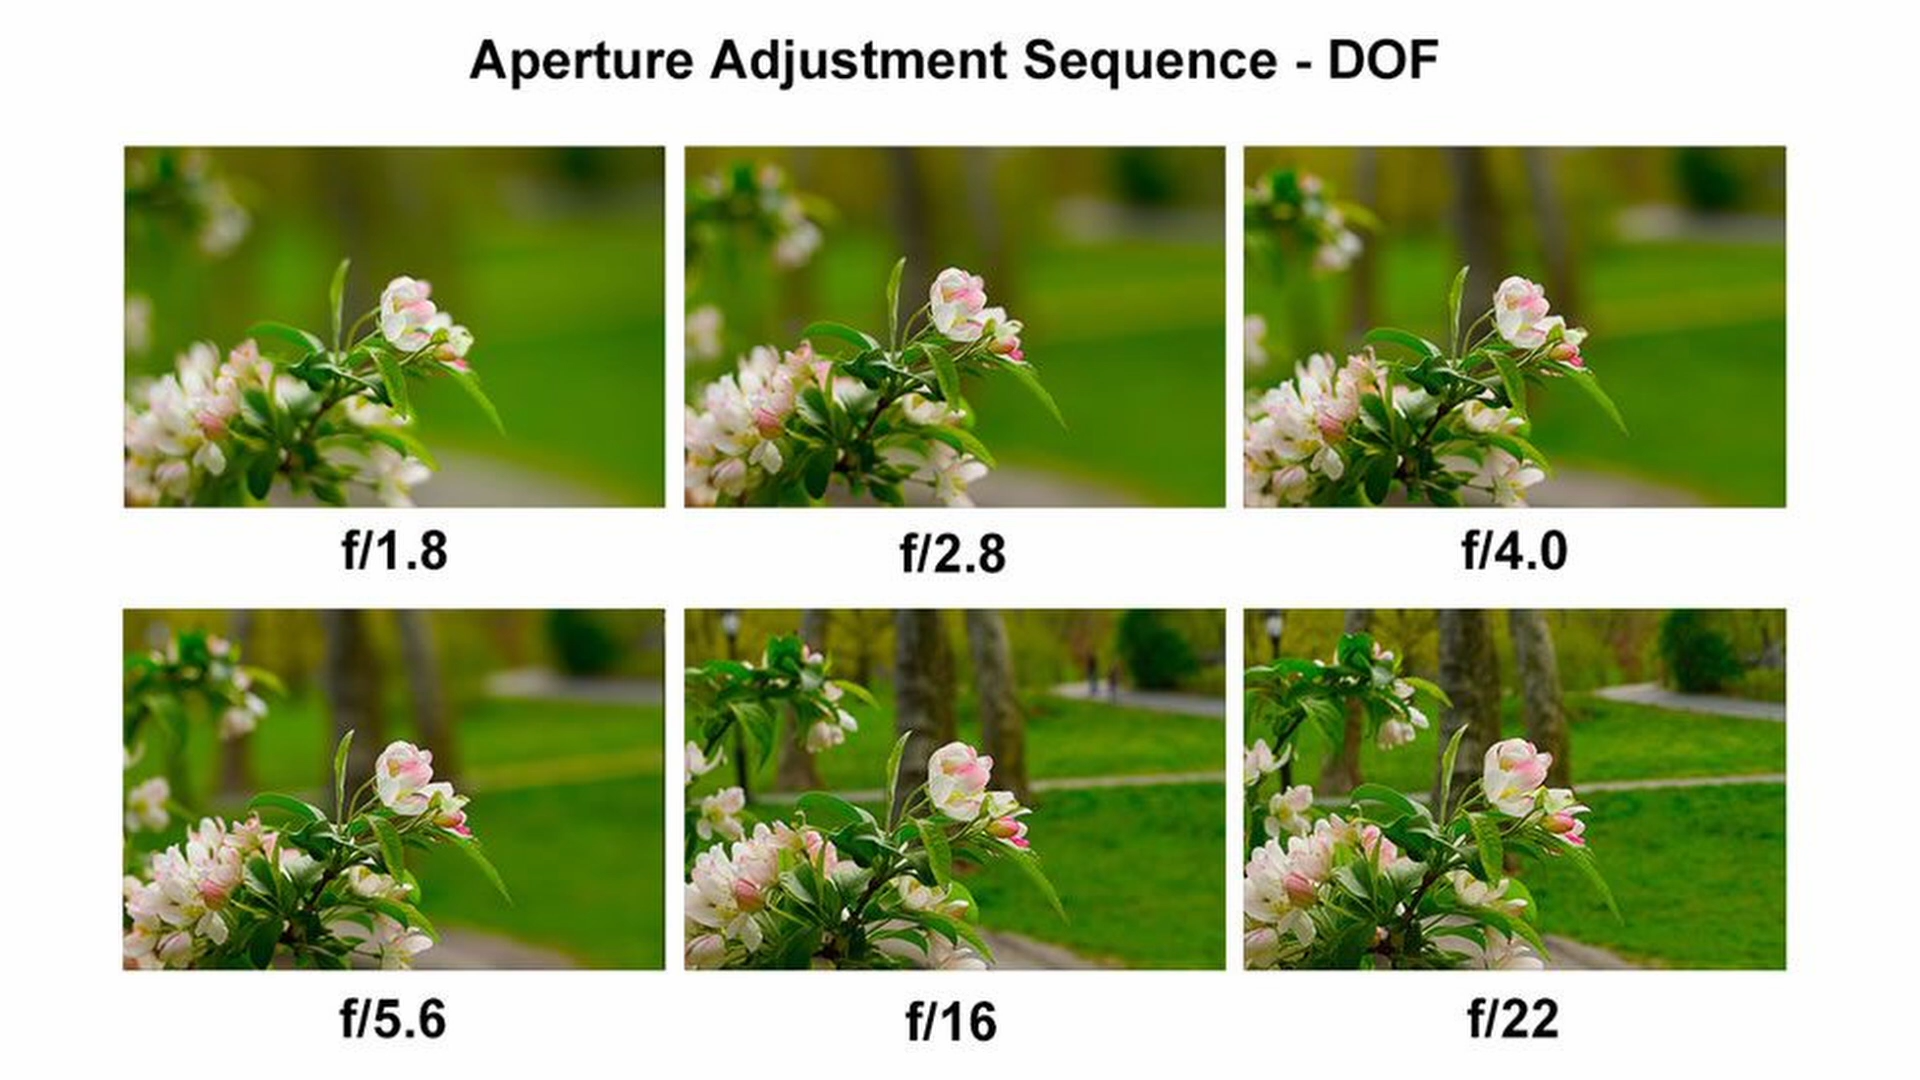 Aperture Adjustment Sequence - DOF
f/1.8
f/2.8
f/4.0
f/5.6
f/16
f/22